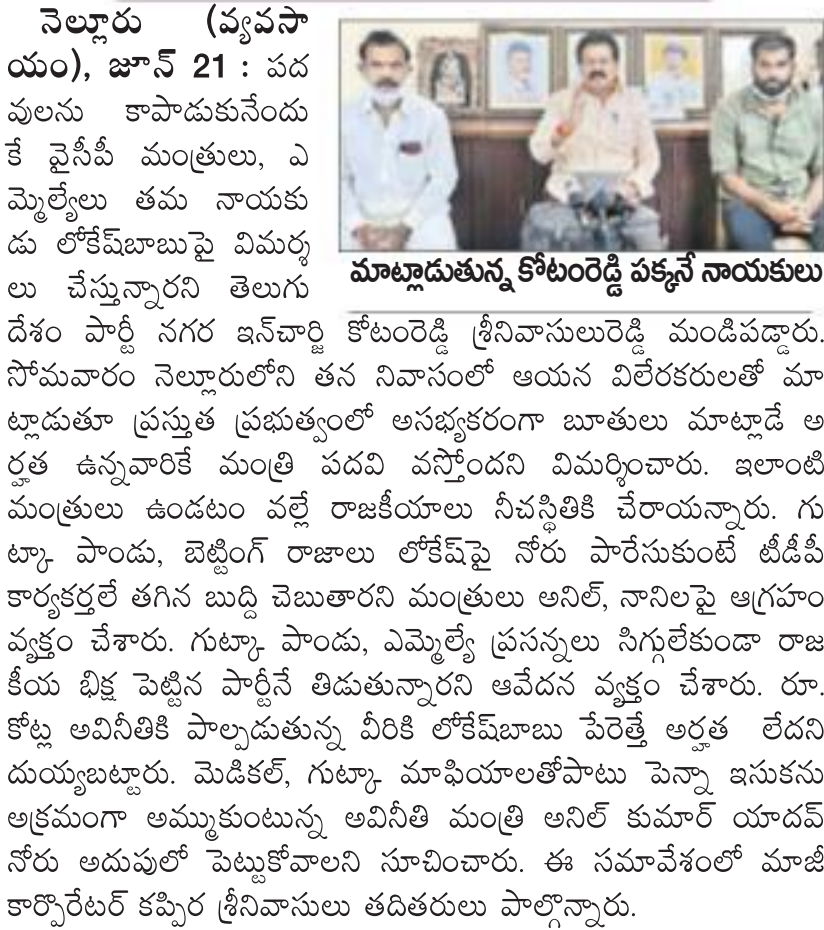 నెల్లూరు (వ్యవసా
యం), జూన్ 21 : పద
వులను కాపాడుకునేందు
కే వైసీపీ మంత్రులు, ఎ
మ్మెల్యేలు తమ నాయకు
డు లోకేష్‌బాబుపై విమర్శ
లు చేస్తున్నారని తెలుగు
మాట్లాడుతున్న కోటంరెడ్డి పక్కనే నాయకులు
దేశం పార్టీ నగర ఇన్‌చార్జి కోటంరెడ్డి శ్రీనివాసులురెడ్డి మండిపడ్డారు.
సోమవారం నెల్లూరులోని తన నివాసంలో ఆయన విలేరకరులతో మా
ట్లాడుతూ ప్రస్తుత ప్రభుత్వంలో అసభ్యకరంగా బూతులు మాట్లాడే అ
ర్హత ఉన్నవారికే మంత్రి పదవి వస్తోందని విమర్శించారు. ఇలాంటి
మంత్రులు ఉండటం వల్లే రాజకీయాలు నీచస్థితికి చేరాయన్నారు. గు
ట్కా పాండు, బెట్టింగ్ రాజాలు లోకేష్‌పై నోరు పారేసుకుంటే టీడీపీ
కార్యకర్తలే తగిన బుద్ది చెబుతారని మంత్రులు అనిల్, నానిలపై ఆగ్రహం
వ్యక్తం చేశారు. గుట్కా పాండు, ఎమ్మెల్యే ప్రసన్నలు సిగ్గులేకుండా రాజ
కీయ భిక్ష పెట్టిన పార్టీనే తిడుతున్నారని ఆవేదన వ్యక్తం చేశారు. రూ.
కోట్ల అవినీతికి పాల్పడుతున్న వీరికి లోకేష్‌బాబు పేరెత్తే అర్హత లేదని
దుయ్యబట్టారు. మెడికల్, గుట్కా మాఫియాలతోపాటు పెన్నా ఇసుకను
అక్రమంగా అమ్ముకుంటున్న అవినీతి మంత్రి అనిల్ కుమార్ యాదవ్
నోరు అదుపులో పెట్టుకోవాలని సూచించారు. ఈ సమావేశంలో మాజీ
కార్పొరేటర్ కప్పిర శ్రీనివాసులు తదితరులు పాల్గొన్నారు.